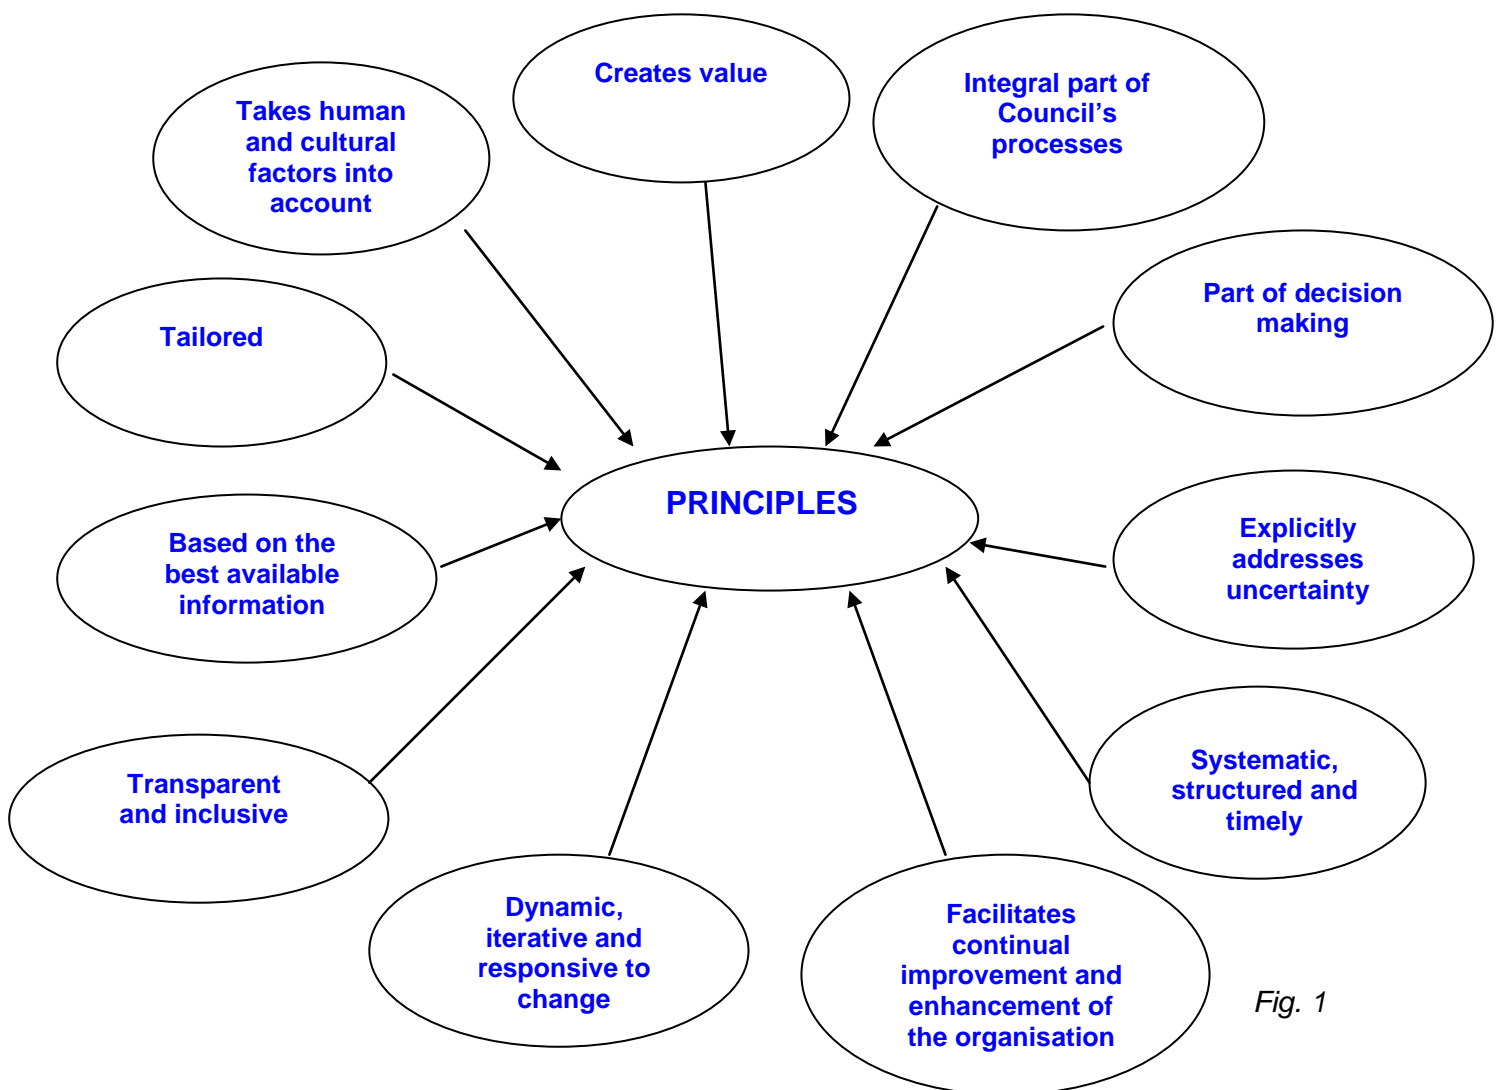 Creates value
Integral part of
Council’s
processes
Takes human
and cultural
factors into
account
Part of decision
making
Tailored
PRINCIPLES
Based on the
best available
information
Explicitly
addresses
uncertainty
Transparent
and inclusive
Systematic,
structured and
timely
Dynamic,
iterative and
responsive to
change
Facilitates
continual
improvement and
enhancement of
the organisation
Fig. 1